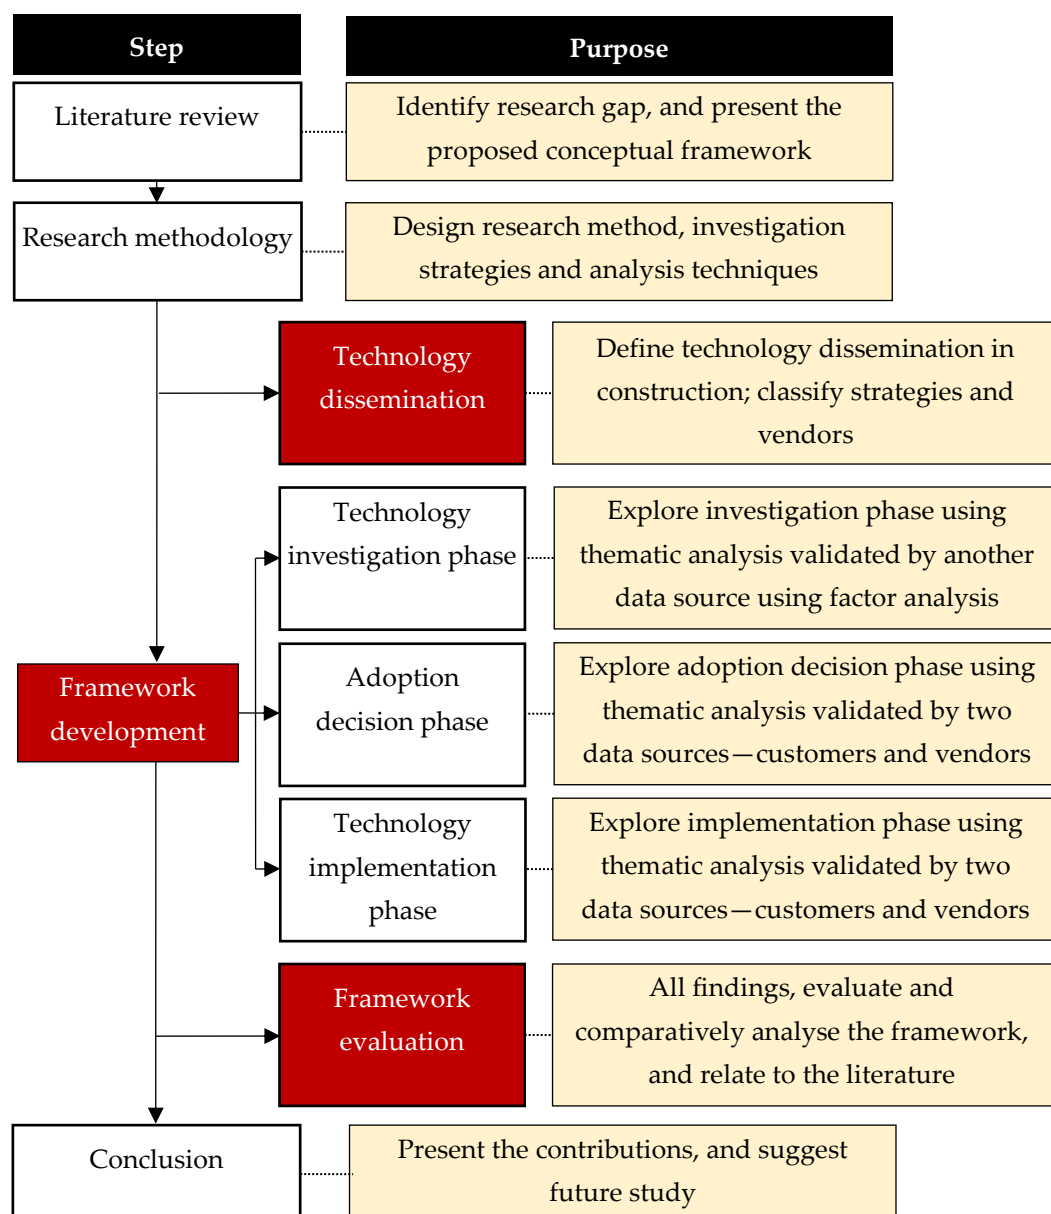 Step
Purpose
Literature review
Identify research gap, and present the
proposed conceptual framework
Research methodology
Design research method, investigation
strategies and analysis techniques
Technology
dissemination
Define technology dissemination in
construction; classify strategies and
vendors
Technology
investigation phase
Explore investigation phase using
thematic analysis validated by another
data source using factor analysis
Framework
development
Adoption
decision phase
Explore adoption decision phase using
thematic analysis validated by two
data sources—customers and vendors
Technology
implementation
phase
Explore implementation phase using
thematic analysis validated by two
data sources—customers and vendors
Framework
evaluation
All findings, evaluate and
comparatively analyse the framework,
and relate to the literature
Conclusion
Present the contributions, and suggest
future study